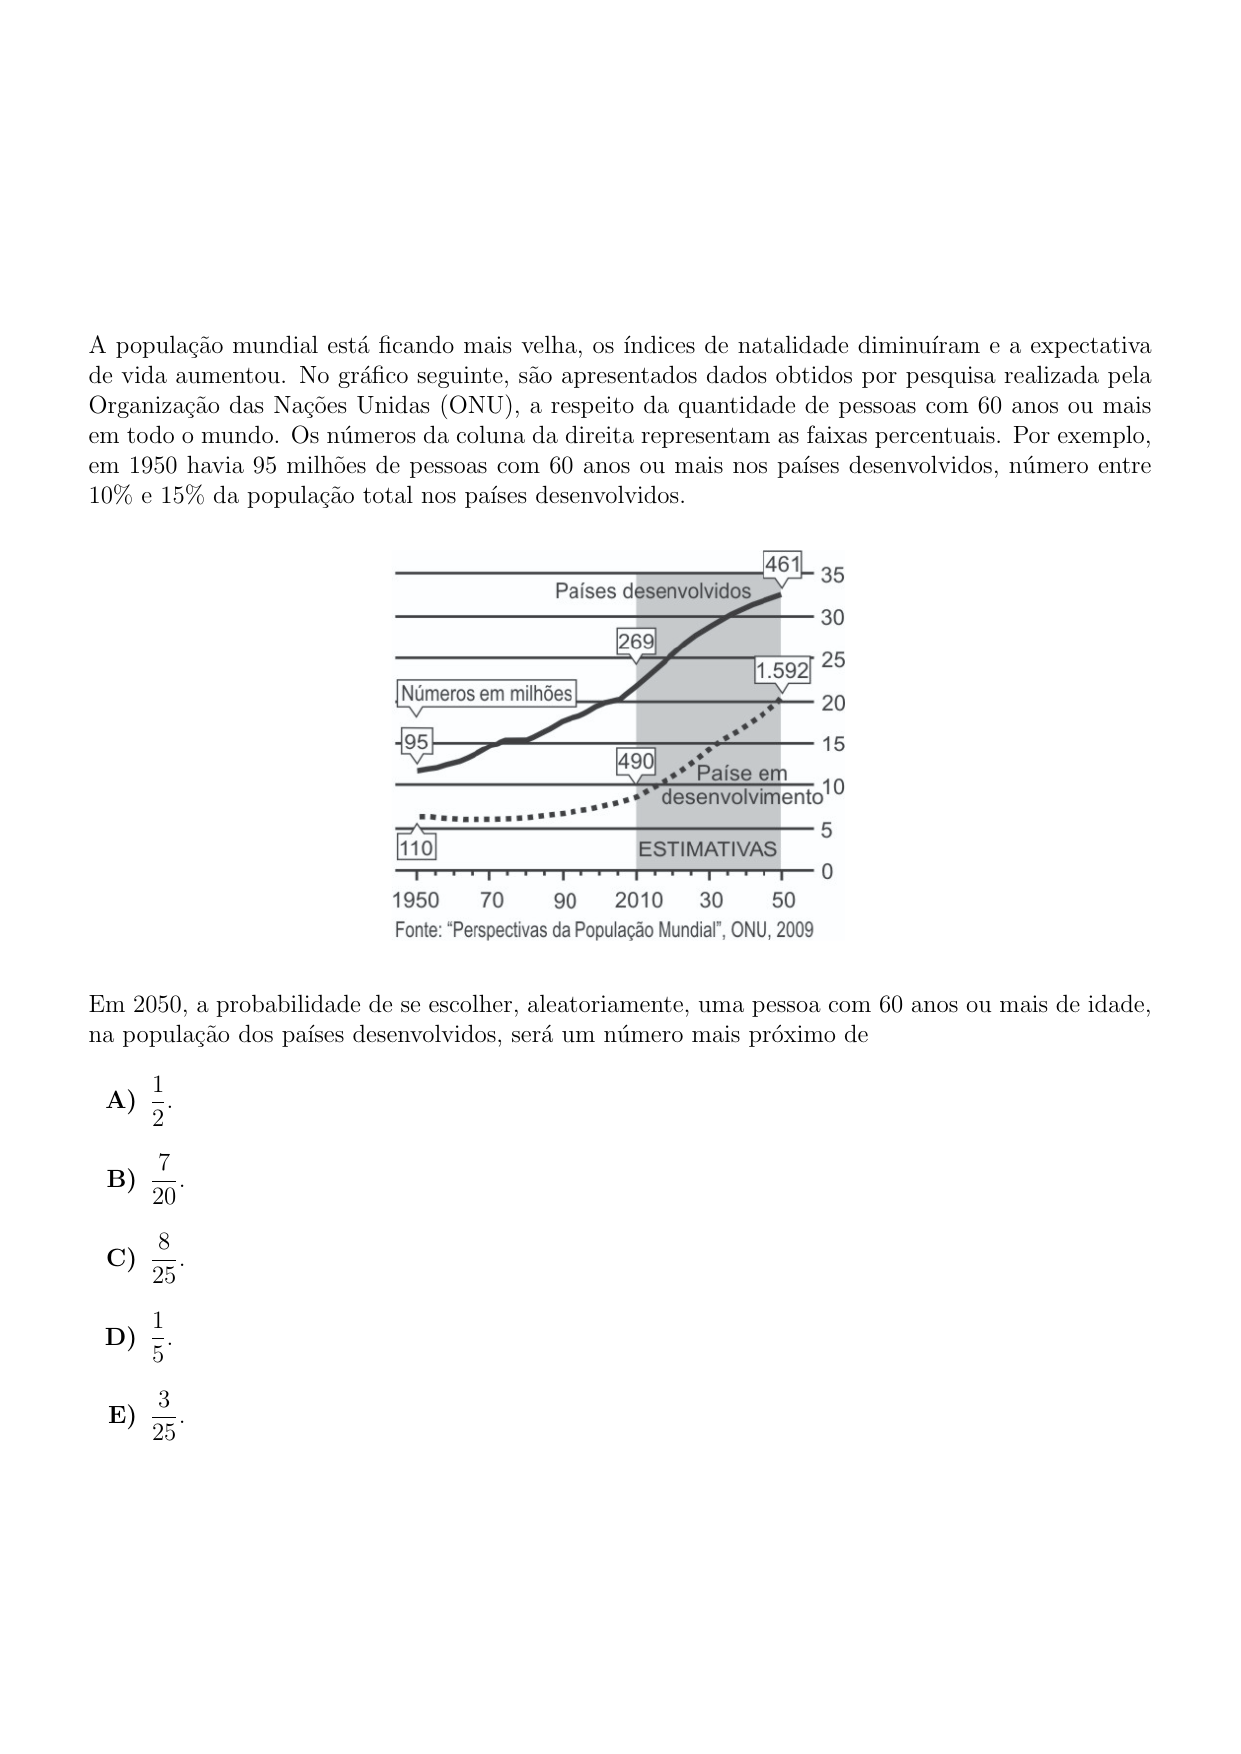 A população mundial está ficando mais velha, os índices de natalidade diminuíram e a expectativa
de vida aumentou. No gráfico seguinte, são apresentados dados obtidos por pesquisa realizada pela
Organização das Nações Unidas (ONU), a respeito da quantidade de pessoas com 60 anos ou mais
em todo o mundo. Os números da coluna da direita representam as faixas percentuais. Por exemplo,
em 1950 havia 95 milhões de pessoas com 60 anos ou mais nos países desenvolvidos, número entre
10% e 15% da população total nos países desenvolvidos.
461
35
Países desenvolvidos
30
269
25
1.592
Números em milhões
20
95
15
490
Paíse em
10
desenvolvimento
5
110
ESTIMATIVAS
0
1950 70 90 2010 30 50
Fonte: “Perspectivas da População Mundial”, ONU, 2009
Em 2050, a probabilidade de se escolher, aleatoriamente, uma pessoa com 60 anos ou mais de idade,
na população dos países desenvolvidos, será um número mais próximo de
A) 1/2.
B) 7/20.
C) 8/25.
D) 1/5.
E) 3/25.